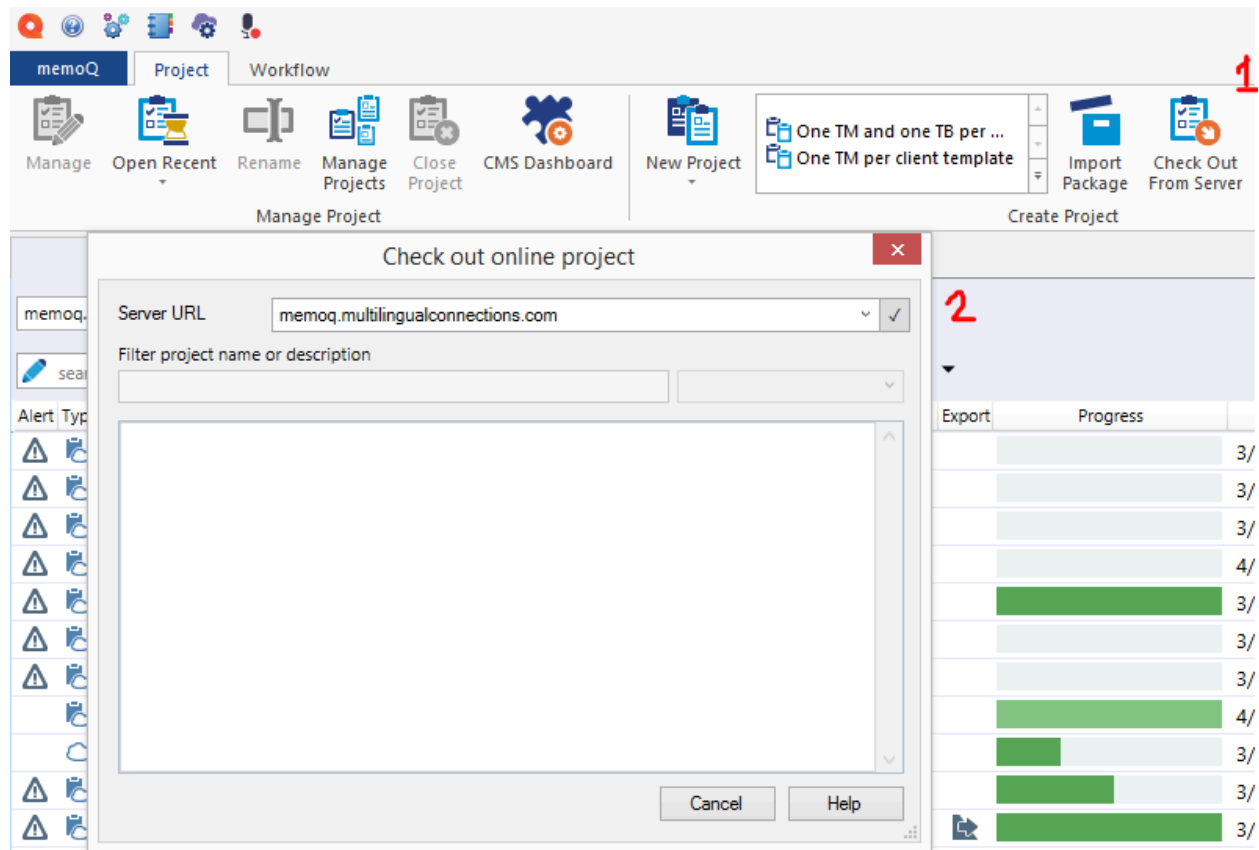 memoQ Project Workflow
1
Manage Open Recent Rename Manage Projects Close Project CMS Dashboard New Project
One TM and one TB per ...
One TM per client template
Import Package Check Out From Server
Manage Project Create Project
Check out online project
Server URL memoq.multilingualconnections.com
2
memoq.
Filter project name or description
Alert Export Progress
3/
3/
3/
4/
3/
3/
3/
4/
3/
3/
3/
Cancel Help